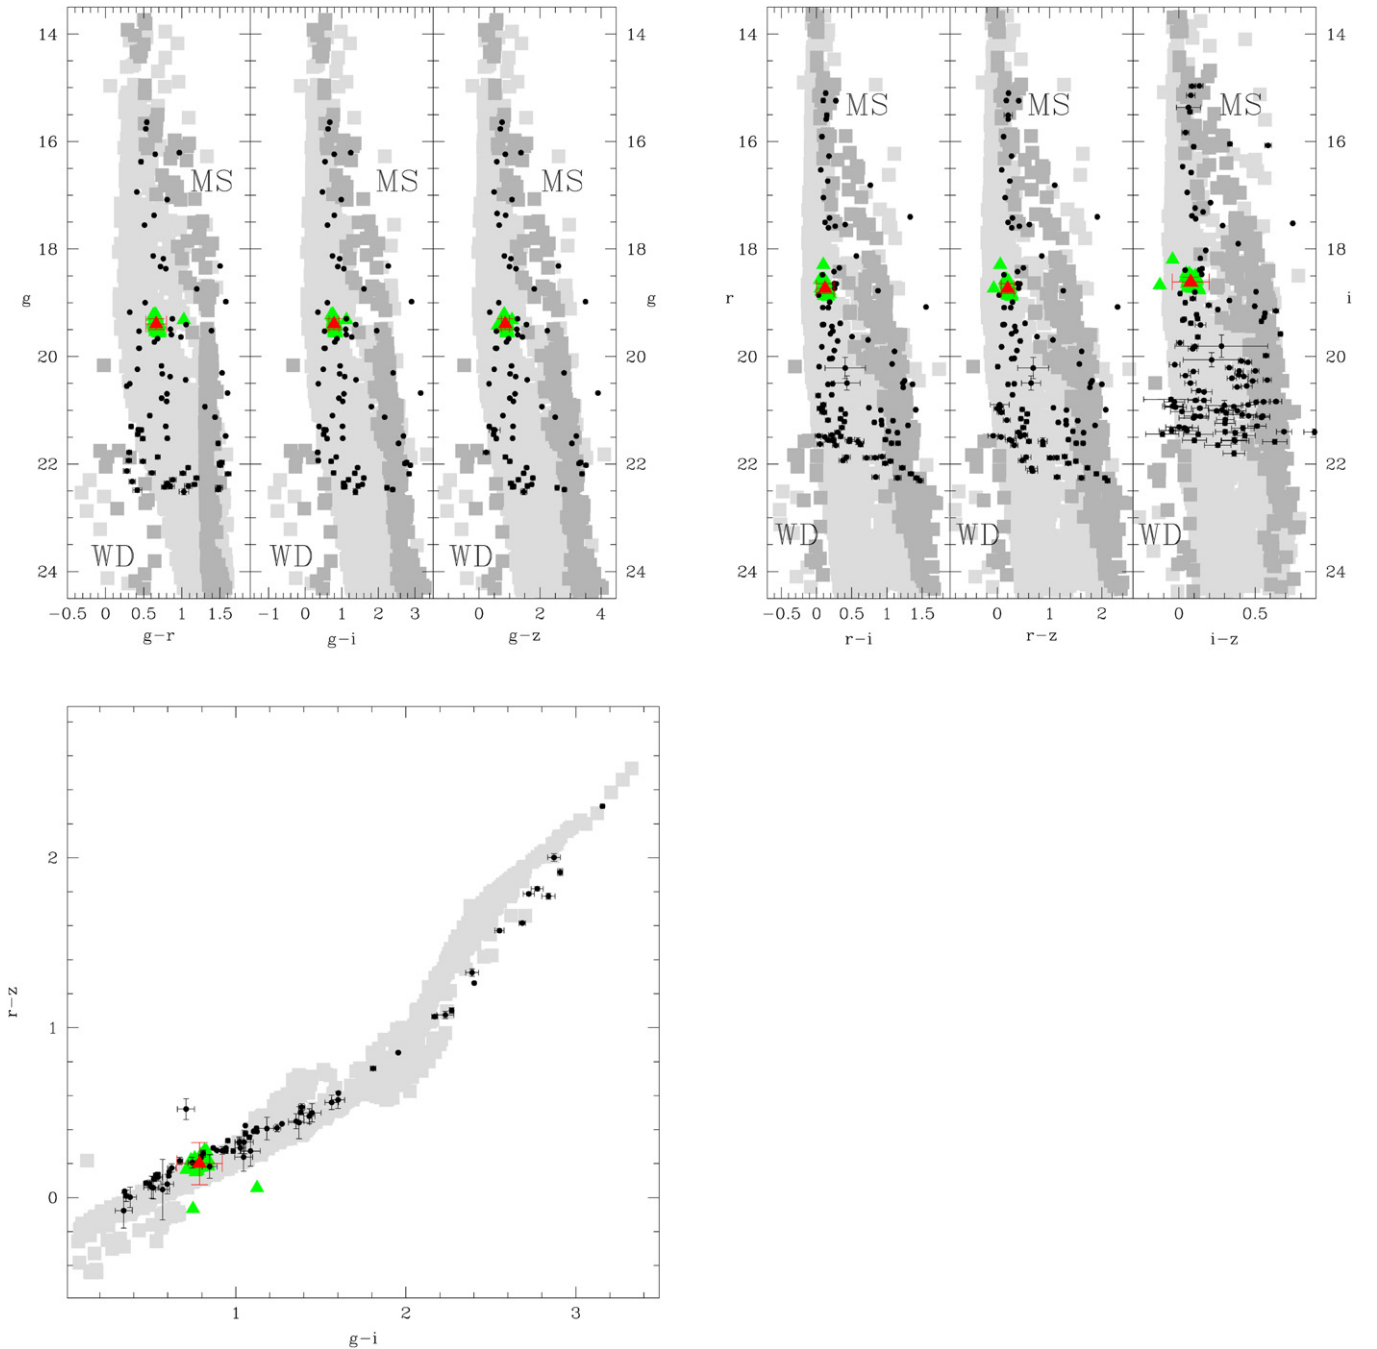 14 14 14 14
16 16 16 16
18 18 18 18
20 20 20 20
22 22 22 22
24 24 24 24
g g r i
MS MS MS MS MS MS
WD WD WD WD WD WD
−0.5 0 0.5 1 1.5 −1 0 1 2 3 0 2 4 −0.5 0 0.5 1 1.5 0 1 2 0 0.5
g−r g−i g−z r−i r−z i−z
2
1
0
r−z
1 2 3
g−i